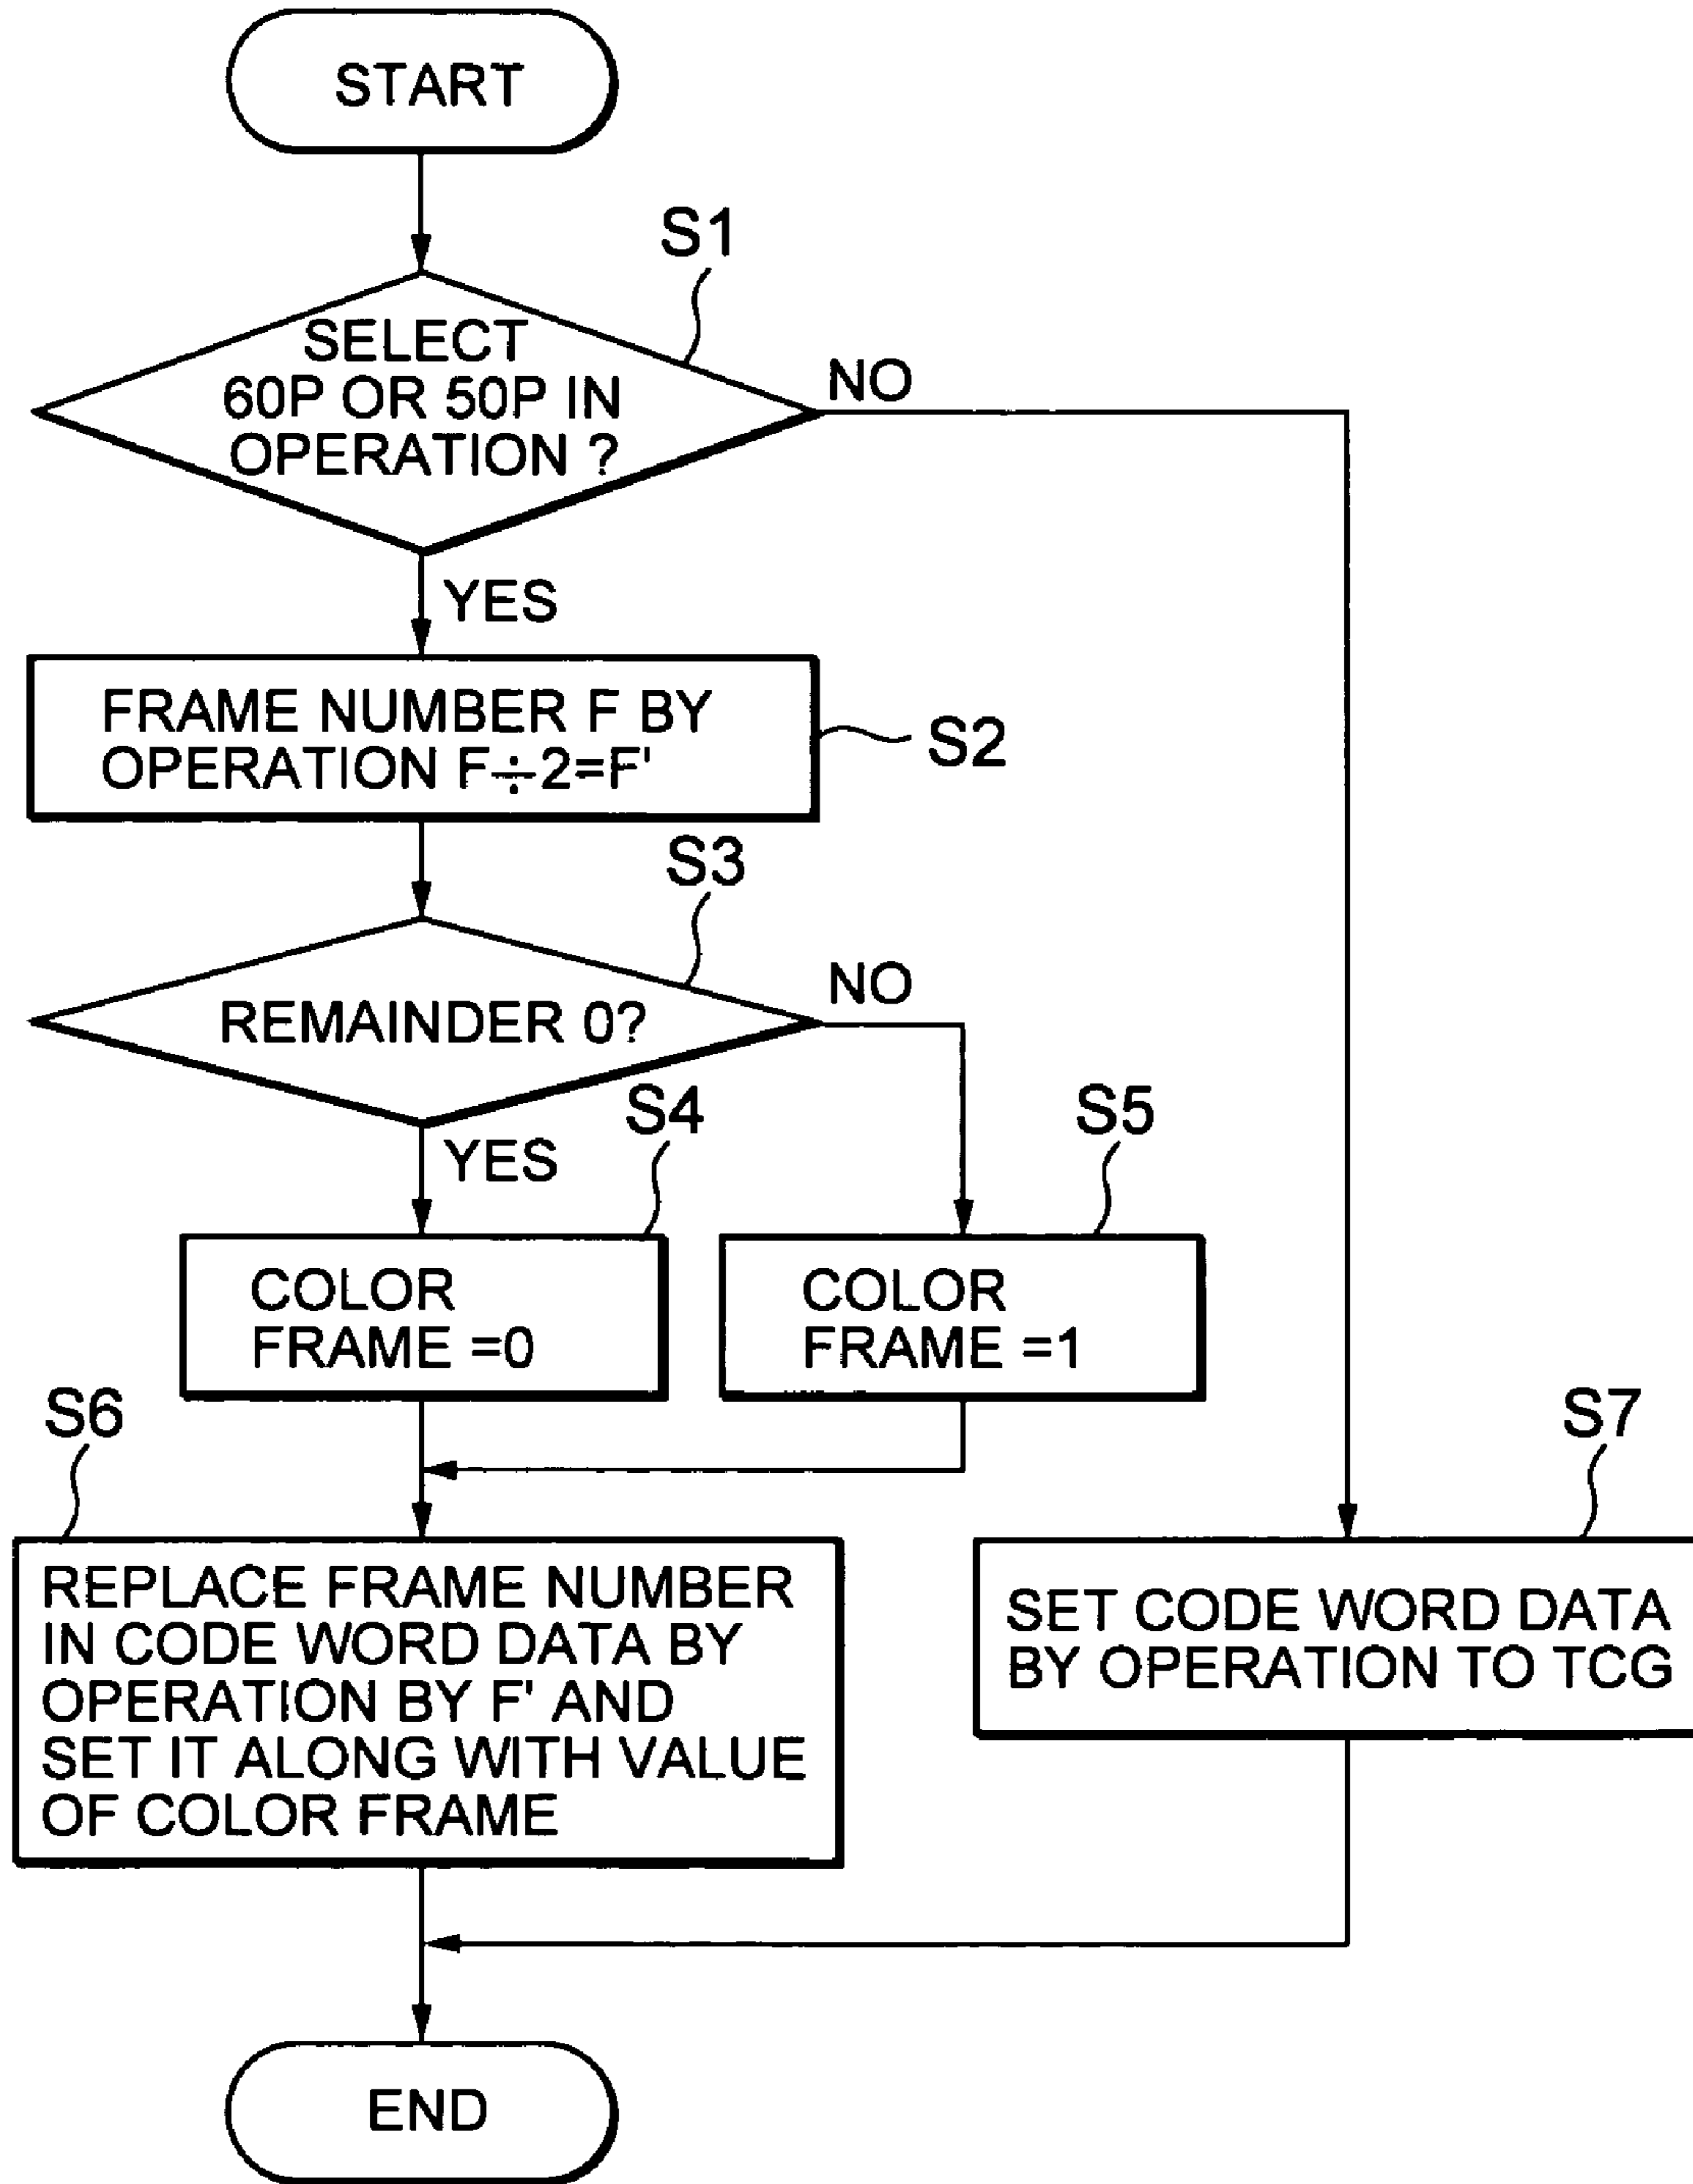 START
S1
SELECT
60P OR 50P IN
OPERATION ?
NO
YES
FRAME NUMBER F BY
OPERATION F÷2=F'
S2
S3
REMAINDER 0?
NO
YES
S4
S5
COLOR
FRAME =0
COLOR
FRAME =1
S6
S7
REPLACE FRAME NUMBER
IN CODE WORD DATA BY
OPERATION BY F' AND
SET IT ALONG WITH VALUE
OF COLOR FRAME
SET CODE WORD DATA
BY OPERATION TO TCG
END